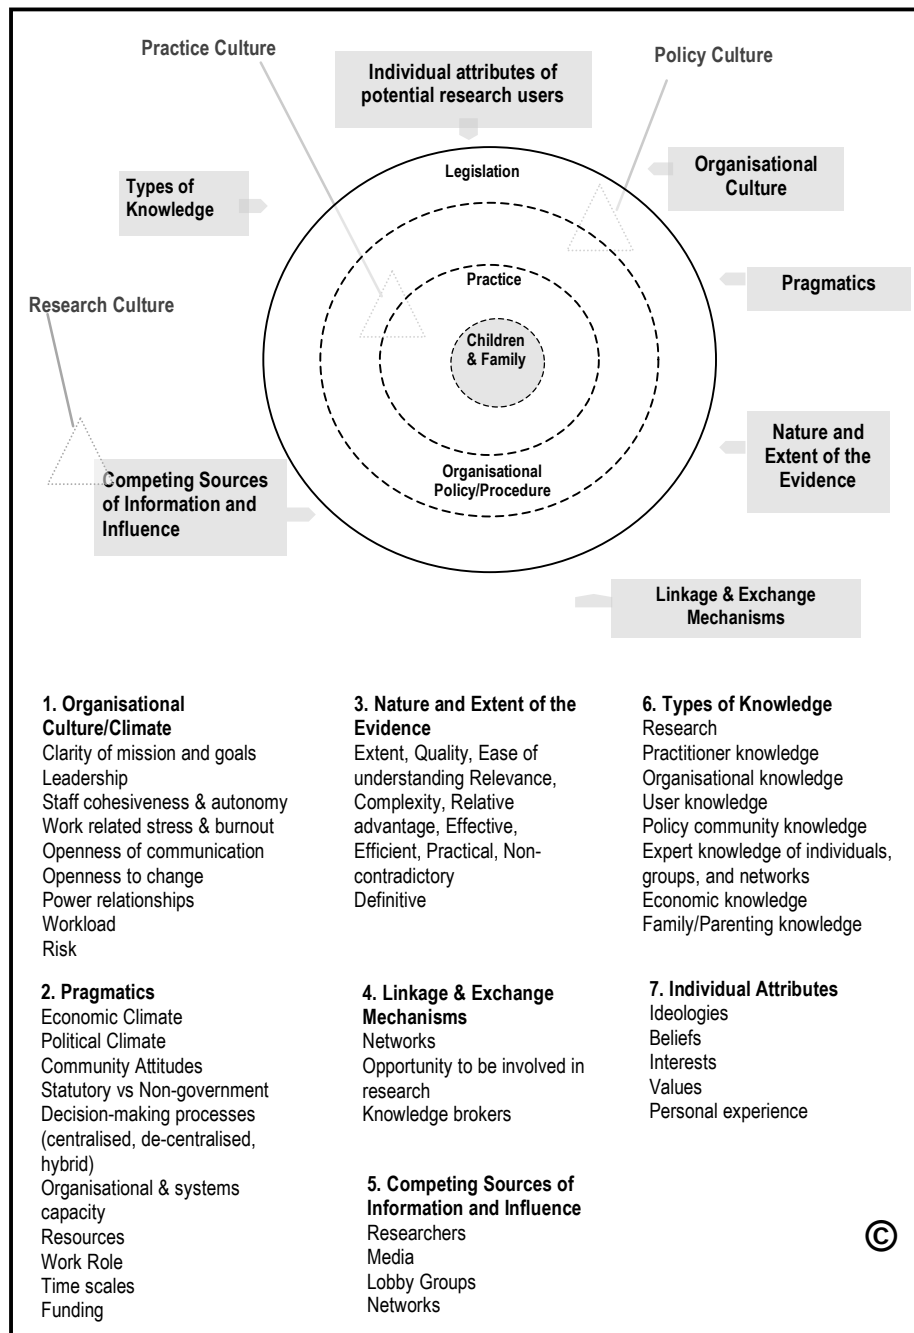 Practice Culture
Policy Culture
Individual attributes of
potential research users
Legislation
Organisational
Culture
Types of
Knowledge
Practice
Pragmatics
Research Culture
Children
& Family
Nature and
Extent of the
Evidence
Organisational
Policy/Procedure
Competing Sources
of Information and
Influence
Linkage & Exchange
Mechanisms
1. Organisational
Culture/Climate
Clarity of mission and goals
Leadership
Staff cohesiveness & autonomy
Work related stress & burnout
Openness of communication
Openness to change
Power relationships
Workload
Risk
2. Pragmatics
Economic Climate
Political Climate
Community Attitudes
Statutory vs Non-government
Decision-making processes
(centralised, de-centralised,
hybrid)
Organisational & systems
capacity
Resources
Work Role
Time scales
Funding
3. Nature and Extent of the
Evidence
Extent, Quality, Ease of
understanding Relevance,
Complexity, Relative
advantage, Effective,
Efficient, Practical, Non-
contradictory
Definitive
4. Linkage & Exchange
Mechanisms
Networks
Opportunity to be involved in
research
Knowledge brokers
5. Competing Sources of
Information and Influence
Researchers
Media
Lobby Groups
Networks
6. Types of Knowledge
Research
Practitioner knowledge
Organisational knowledge
User knowledge
Policy community knowledge
Expert knowledge of individuals,
groups, and networks
Economic knowledge
Family/Parenting knowledge
7. Individual Attributes
Ideologies
Beliefs
Interests
Values
Personal experience
©